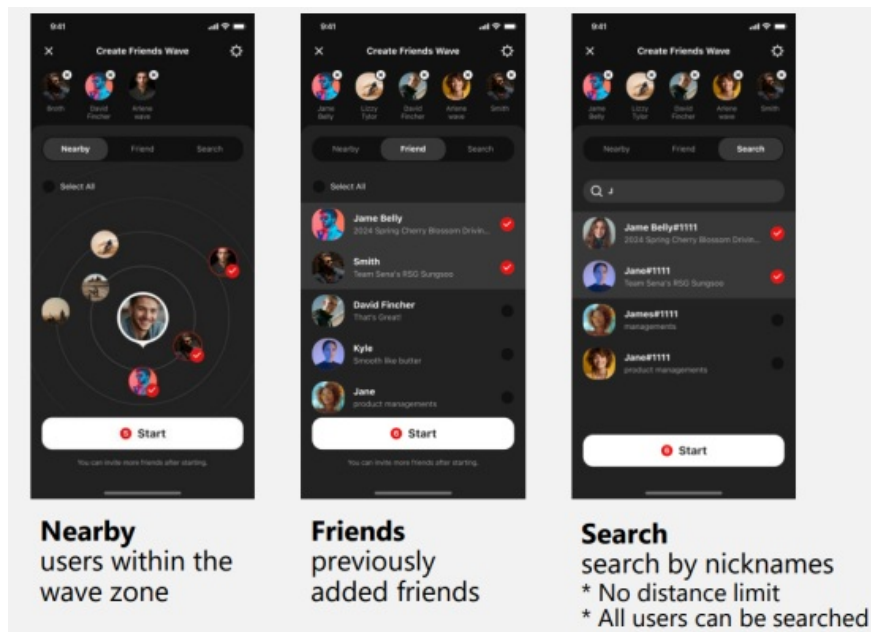 9:41
Create Friends Wave
Smith
David
Fincher
Arlene
wave
Nearby
Friend
Search
Select All
5 Start
You can invite more friends after starting.
Nearby
users within the
wave zone
9:41
Create Friends Wave
Jame
Belly
Lizzy
Tylor
David
Fincher
Arlene
wave
Smith
Nearby
Friend
Search
Select All
Jame Belly
2024 Spring Cherry Blossom Drivin...
Smith
Team Sena's RSG Sungsoo
David Fincher
That's Great!
Kyle
Smooth like butter
Jane
product managements
6 Start
You can invite more friends after starting.
Friends
previously
added friends
9:41
Create Friends Wave
Jame
Belly
Lizzy
Tylor
David
Fincher
Arlene
wave
Smith
Nearby
Friend
Search
J
Jame Belly#1111
2024 Spring Cherry Blossom Drivin...
Jane#1111
Team Sena's RSG Sungsoo
James#1111
managements
Jane#1111
product managements
6 Start
Search
search by nicknames
* No distance limit
* All users can be searched